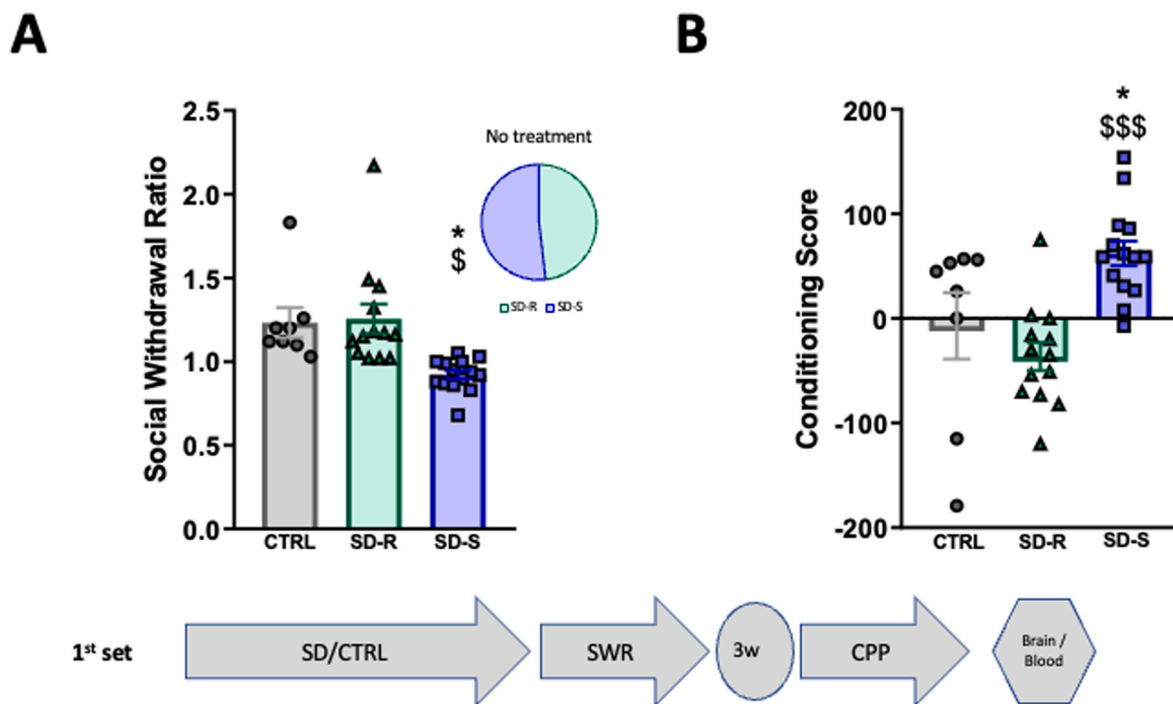 A
B
2.5
2.0
1.5
1.0
0.5
0.0
Social Withdrawal Ratio
No treatment
*
$
SD-R SD-S
CTRL SD-R SD-S
200
100
0
-100
-200
Conditioning Score
*
$$$
CTRL SD-R SD-S
1st set
SD/CTRL
SWR
3w
CPP
Brain /
Blood